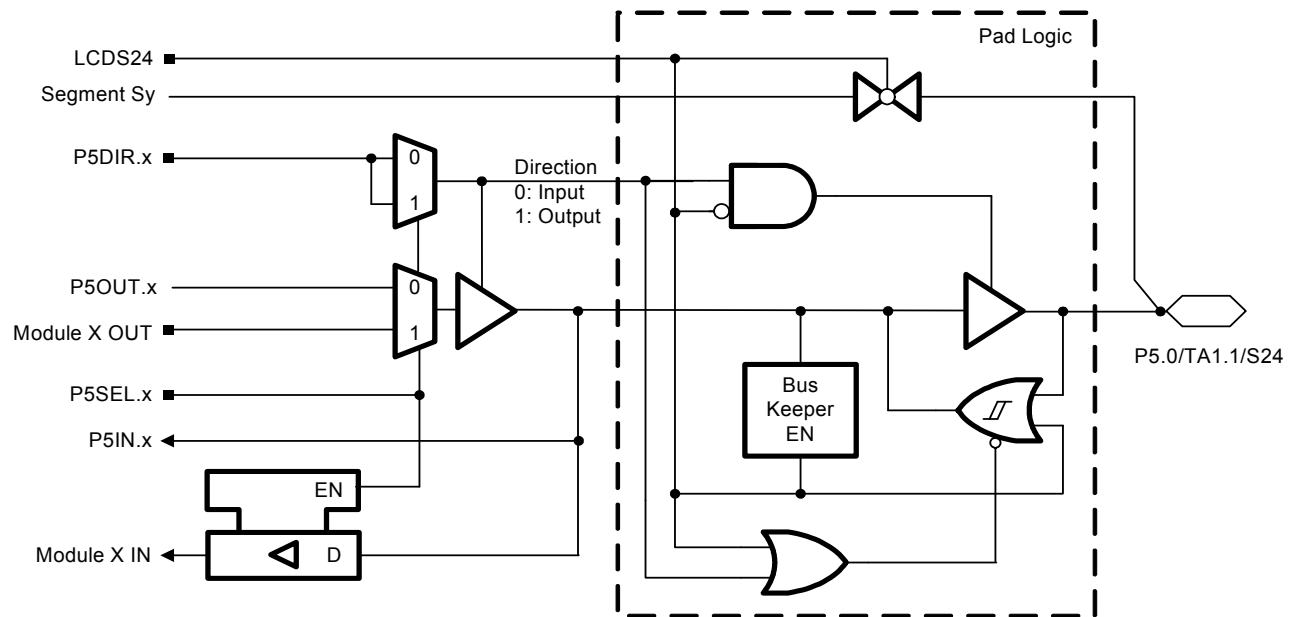 Pad Logic
LCDS24
Segment Sy
P5DIR.x
0
1
Direction
0: Input
1: Output
P5OUT.x
0
Module X OUT
1
P5.0/TA1.1/S24
P5SEL.x
Bus
Keeper
EN
P5IN.x
EN
Module X IN
D